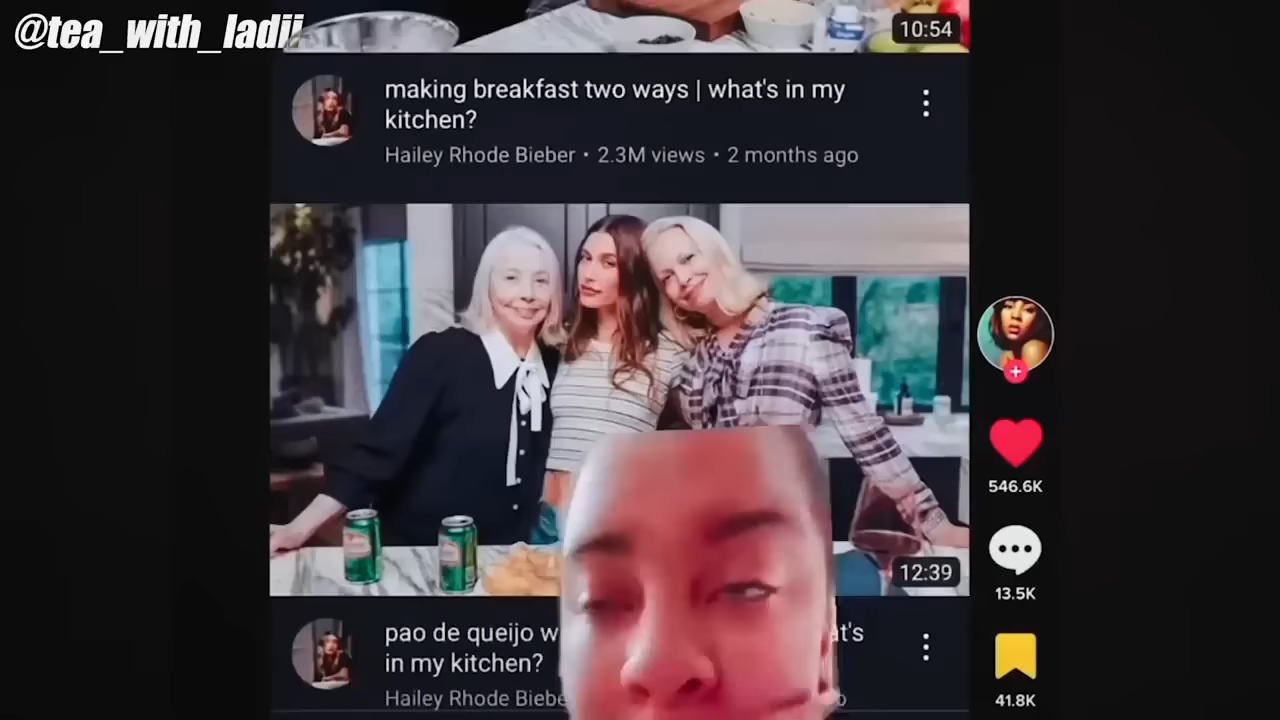 @tea_with_ladii
10:54
making breakfast two ways | what's in my
kitchen?
Hailey Rhode Bieber • 2.3M views • 2 months ago
12:39
pao de queijo w
at's
in my kitchen?
Hailey Rhode Biebe
546.6K
13.5K
41.8K